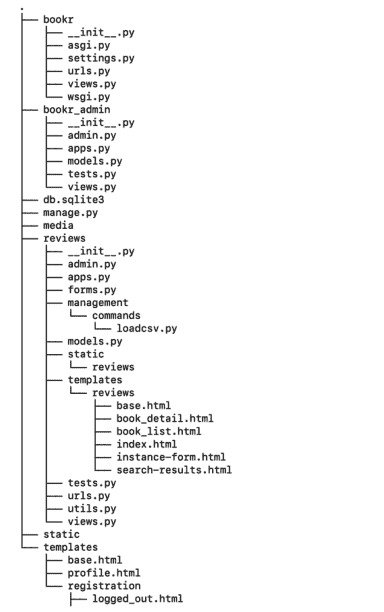 .
├── bookr
│   ├── __init__.py
│   ├── asgi.py
│   ├── settings.py
│   ├── urls.py
│   ├── views.py
│   └── wsgi.py
├── bookr_admin
│   ├── __init__.py
│   ├── admin.py
│   ├── apps.py
│   ├── models.py
│   ├── tests.py
│   └── views.py
├── db.sqlite3
├── manage.py
├── media
├── reviews
│   ├── __init__.py
│   ├── admin.py
│   ├── apps.py
│   ├── forms.py
│   ├── management
│   │   └── commands
│   │       └── loadcsv.py
│   ├── models.py
│   ├── static
│   │   └── reviews
│   ├── templates
│   │   └── reviews
│   │       ├── base.html
│   │       ├── book_detail.html
│   │       ├── book_list.html
│   │       ├── index.html
│   │       ├── instance-form.html
│   │       └── search-results.html
│   ├── tests.py
│   ├── urls.py
│   ├── utils.py
│   └── views.py
├── static
└── templates
    ├── base.html
    ├── profile.html
    └── registration
        ├── logged_out.html